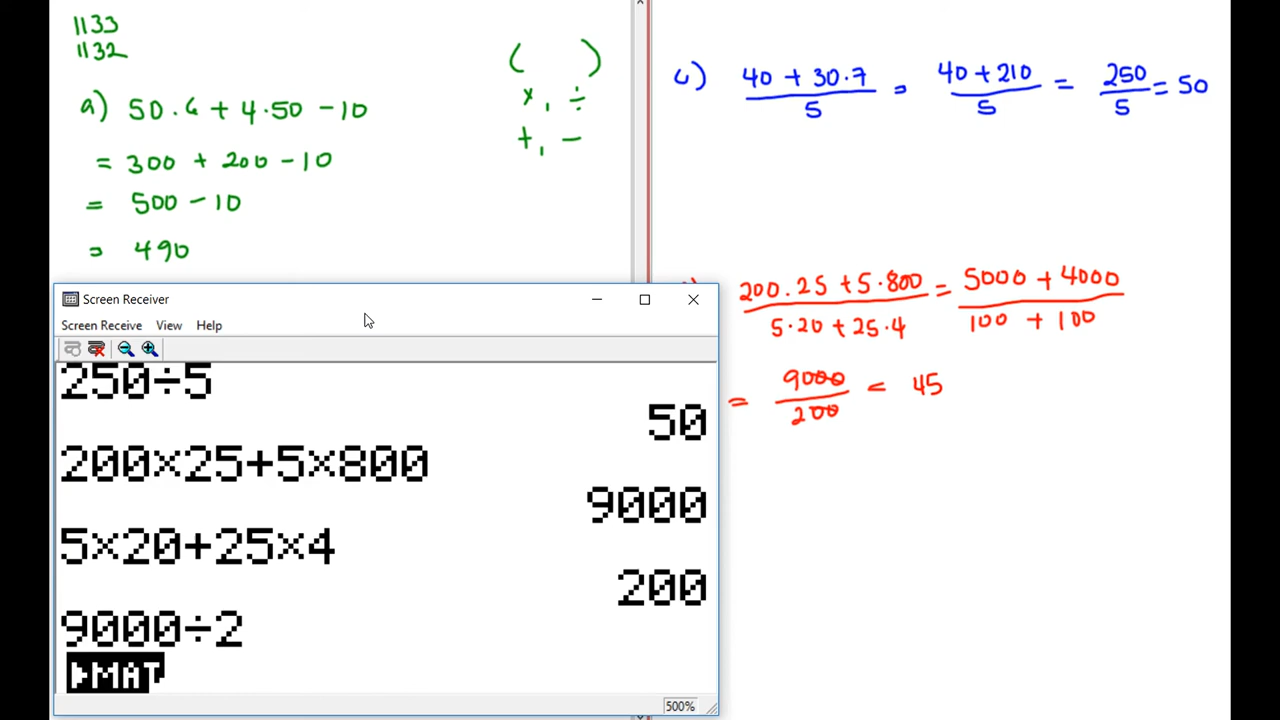 1133
1132
( )
×, ÷
+, −
a) 50.6 + 4.50 − 10
= 300 + 200 − 10
= 500 − 10
= 490
c) 40 + 30.7 / 5 = 40 + 210 / 5 = 250 / 5 = 50
200.25 + 5.800 / 5.20 + 25.4 = 5000 + 4000 / 100 + 100
= 9000 / 200 = 45
Screen Receiver
Screen Receive View Help
250÷5
50
200×25+5×800
9000
5×20+25×4
200
9000÷2
▶MAT
500%